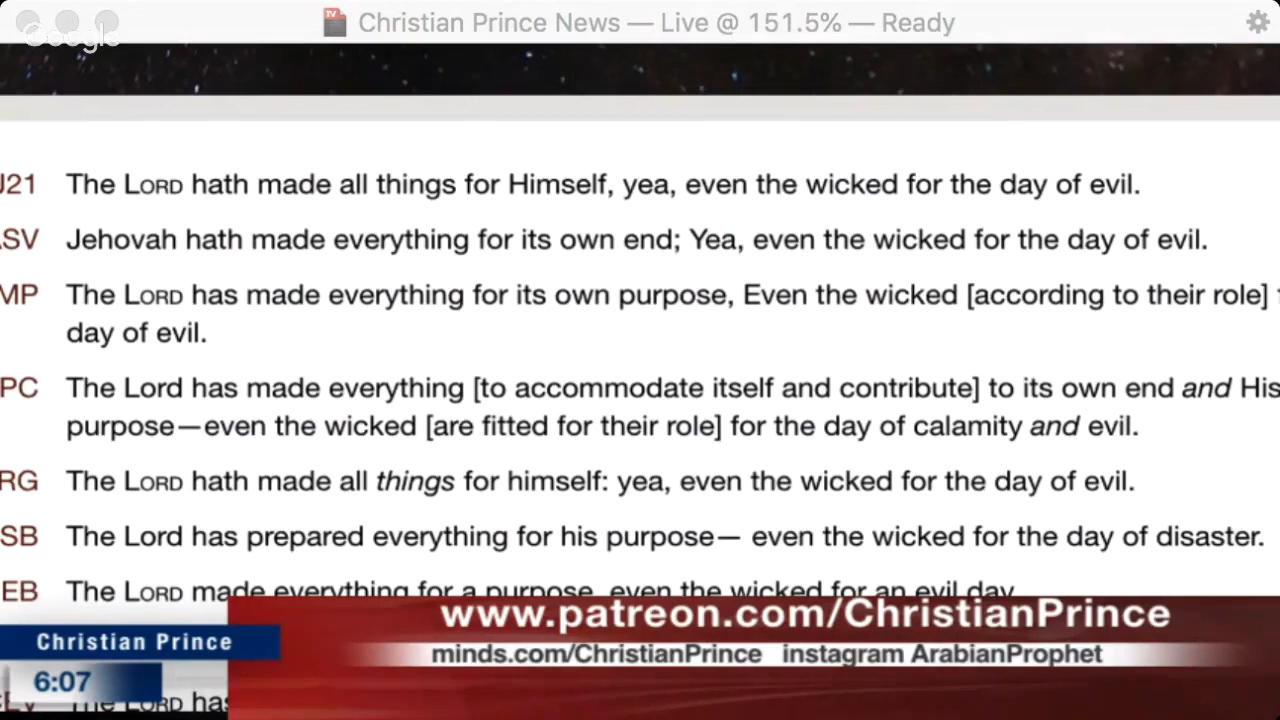 Christian Prince News — Live @ 151.5% — Ready
Google
J21 The LORD hath made all things for Himself, yea, even the wicked for the day of evil.
SV Jehovah hath made everything for its own end; Yea, even the wicked for the day of evil.
MP The LORD has made everything for its own purpose, Even the wicked [according to their role]
day of evil.
PC The Lord has made everything [to accommodate itself and contribute] to its own end and His
purpose—even the wicked [are fitted for their role] for the day of calamity and evil.
RG The LORD hath made all things for himself: yea, even the wicked for the day of evil.
SB The Lord has prepared everything for his purpose— even the wicked for the day of disaster.
EB The LORD made everything for a purpose, even the wicked for an evil day
www.patreon.com/ChristianPrince
Christian Prince
minds.com/ChristianPrince instagram ArabianProphet
6:07
The LORD has